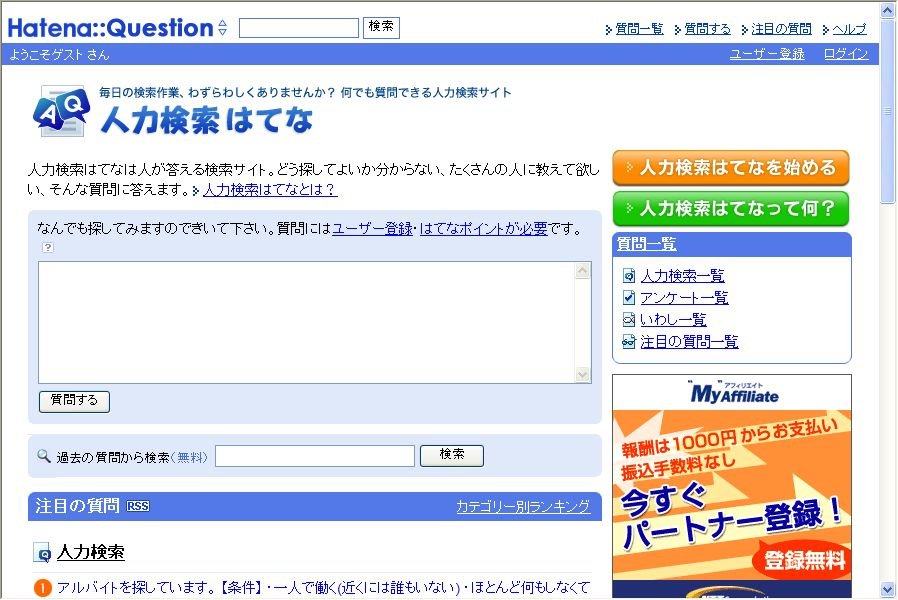 Hatena::Question
検索
質問一覧 質問する 注目の質問 ヘルプ
ようこそゲスト さん
ユーザー登録 ログイン
毎日の検索作業、わずらわしくありませんか？ 何でも質問できる人力検索サイト
人力検索はてな
人力検索はてなは人が答える検索サイト。どう探してよいか分からない、たくさんの人に教えて欲し
い、そんな質問に答えます。 人力検索はてなとは？
なんでも探してみますのできいて下さい。質問にはユーザー登録・はてなポイントが必要です。
?
質問する
過去の質問から検索(無料)
検索
注目の質問 RSS
カテゴリー別ランキング
人力検索
1 アルバイトを探しています。【条件】・一人で働く(近くには誰もいない)・ほとんど何もしなくて
人力検索はてなを始める
人力検索はてなって何？
質問一覧
人力検索一覧
アンケート一覧
いわし一覧
注目の質問一覧
アフィリエイト
"My Affiliate"
報酬は1000円からお支払い
振込手数料なし
今すぐ
パートナー登録！
登録無料